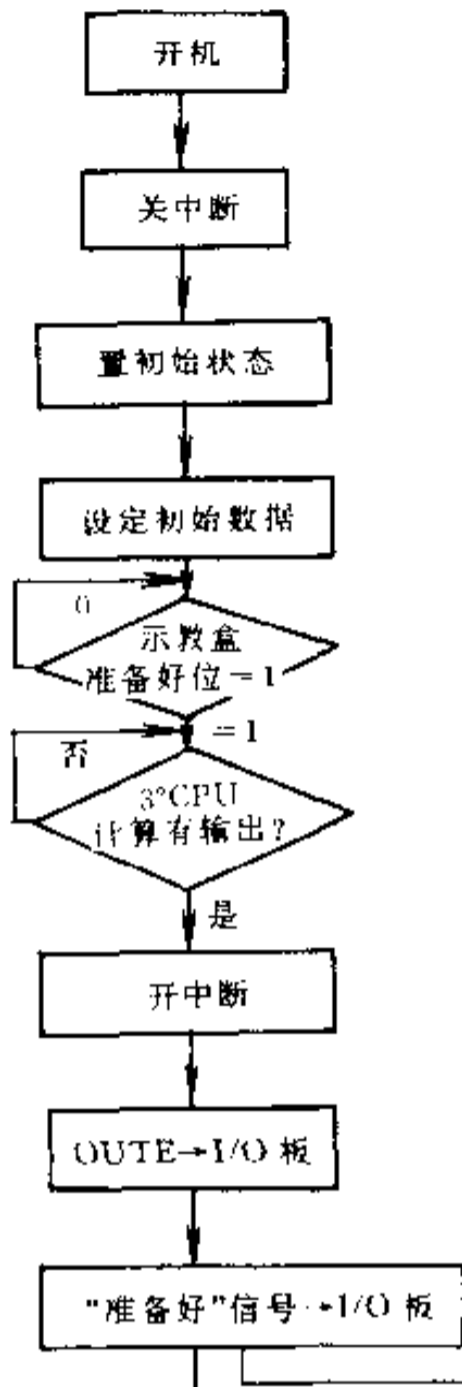 开机
关中断
置初始状态
设定初始数据
0
示教盒
准备好位=1
=1
否
3°CPU
计算有输出?
是
开中断
OUTE→I/O 板
"准备好"信号→I/O 板